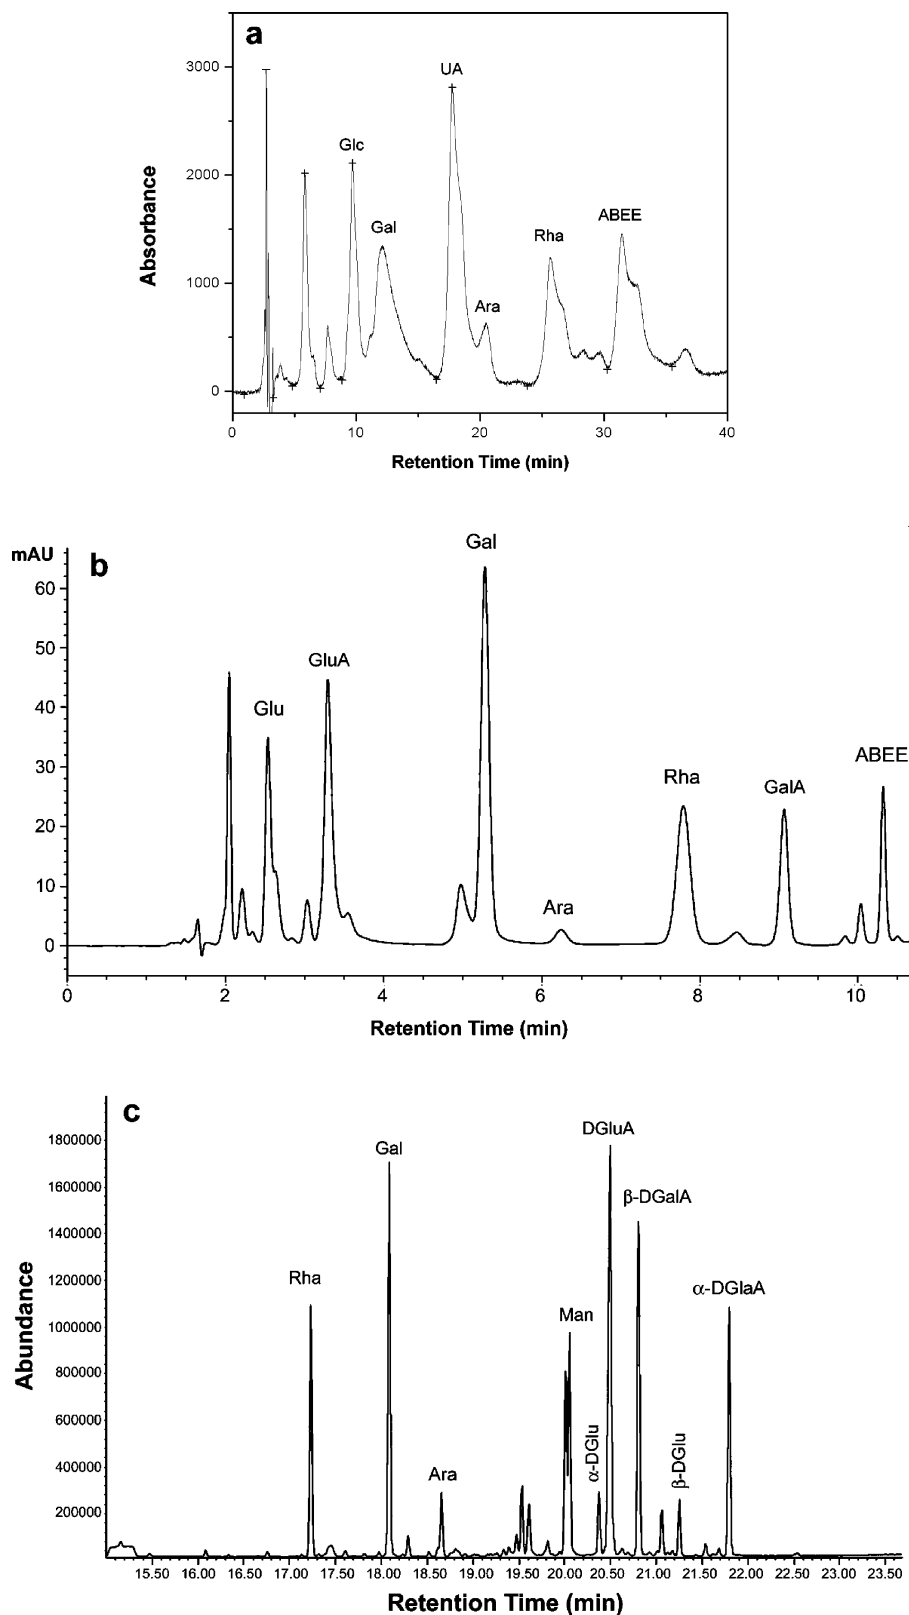 a
3000
2000
1000
0
Absorbance
Glc
Gal
UA
Ara
Rha
ABEE
0 10 20 30 40
Retention Time (min)
mAU
b
60
50
40
30
20
10
0
Glu
GluA
Gal
Ara
Rha
GalA
ABEE
0 2 4 6 8 10
Retention Time (min)
c
1800000
1600000
1400000
1200000
1000000
800000
600000
400000
200000
Abundance
Rha
Gal
Ara
Man
α-DGlu
DGluA
β-DGalA
β-DGlu
α-DGlaA
15.50 16.00 16.50 17.00 17.50 18.00 18.50 19.00 19.50 20.00 20.50 21.00 21.50 22.00 22.50 23.00 23.50
Retention Time (min)